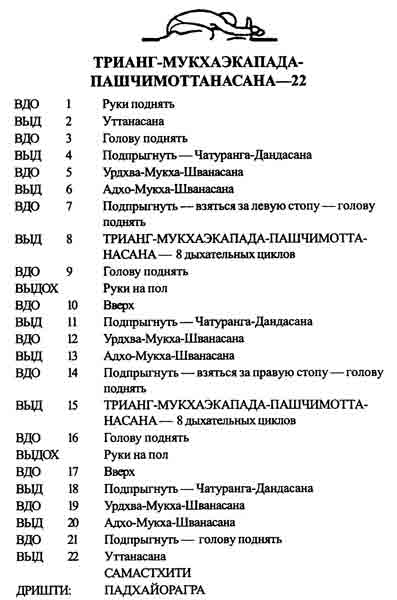 ТРИАНГ-МУКХАЭКАПАДА-
ПАШЧИМОТТАНАСАНА—22
ВДО 1 Руки поднять
ВЫД 2 Уттанасана
ВДО 3 Голову поднять
ВЫД 4 Подпрыгнуть — Чатуранга-Дандасана
ВДО 5 Урдхва-Мукха-Шванасана
ВЫД 6 Адхо-Мукха-Шванасана
ВДО 7 Подпрыгнуть — взяться за левую стопу — голову
поднять
ВЫД 8 ТРИАНГ-МУКХАЭКАПАДА-ПАШЧИМОТТА-
НАСАНА — 8 дыхательных циклов
ВДО 9 Голову поднять
ВЫДОХ Руки на пол
ВДО 10 Вверх
ВЫД 11 Подпрыгнуть — Чатуранга-Дандасана
ВДО 12 Урдхва-Мукха-Шванасана
ВЫД 13 Адхо-Мукха-Шванасана
ВДО 14 Подпрыгнуть — взяться за правую стопу — голову
поднять
ВЫД 15 ТРИАНГ-МУКХАЭКАПАДА-ПАШЧИМОТТА-
НАСАНА — 8 дыхательных циклов
ВДО 16 Голову поднять
ВЫДОХ Руки на пол
ВДО 17 Вверх
ВЫД 18 Подпрыгнуть — Чатуранга-Дандасана
ВДО 19 Урдхва-Мукха-Шванасана
ВЫД 20 Адхо-Мукха-Шванасана
ВДО 21 Подпрыгнуть — голову поднять
ВЫД 22 Уттанасана
САМАСТХИТИ
ДРИШТИ: ПАДХАЙОРАГРА